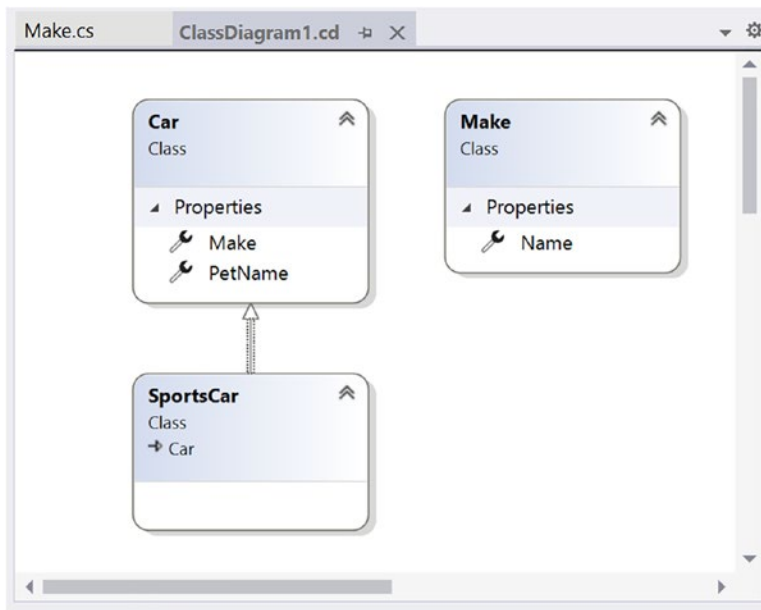 Make.cs
ClassDiagram1.cd
Car
Class
Properties
Make
PetName
Make
Class
Properties
Name
SportsCar
Class
Car